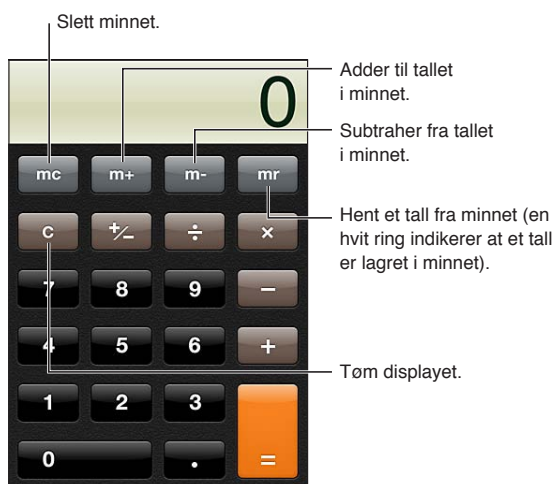 Slett minnet.
0
Adder til tallet
i minnet.
Subtraher fra tallet
i minnet.
mc m+ m- mr
Hent et tall fra minnet (en
hvit ring indikerer at et tall
er lagret i minnet).
c +/− ÷ ×
7 8 9 −
4 5 6 +
Tøm displayet.
1 2 3
0 . =